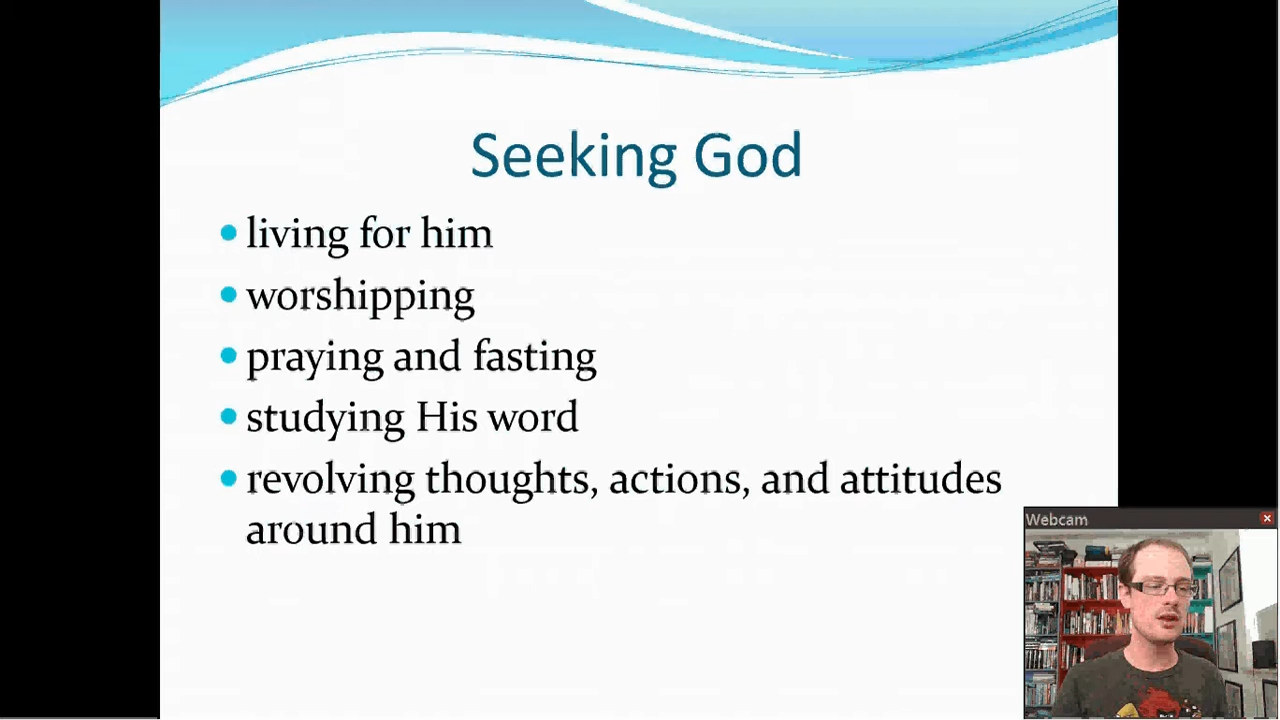 Seeking God
living for him
worshipping
praying and fasting
studying His word
revolving thoughts, actions, and attitudes
around him
Webcam